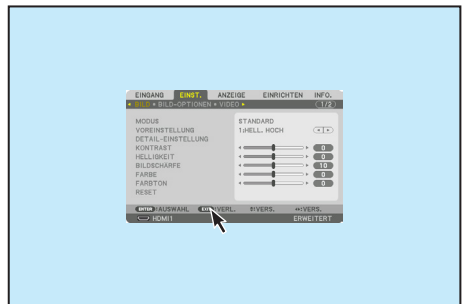 EINGANG EINST. ANZEIGE EINRICHTEN INFO.
BILD • BILD-OPTIONEN • VIDEO 1/2
MODUS STANDARD
VOREINSTELLUNG 1:HELL. HOCH
DETAIL-EINSTELLUNG
KONTRAST 0
HELLIGKEIT 0
BILDSCHÄRFE 10
FARBE 0
FARBTON 0
RESET
ENTER :AUSWAHL EXIT :VERL. :VERS. :VERS.
HDMI1 ERWEITERT